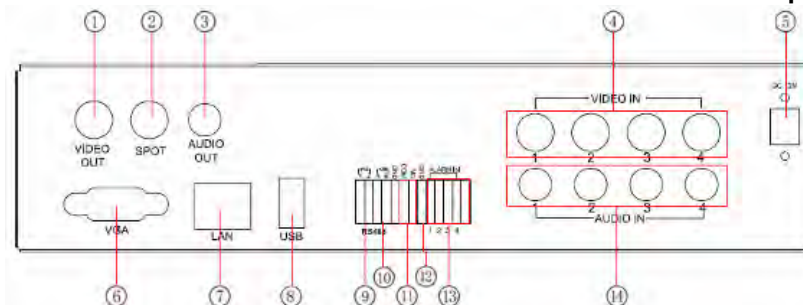 ① ② ③ ④ ⑤
VIDEO IN
VIDEO OUT
SPOT
AUDIO OUT
1 2 3 4
VGA
LAN
USB
RS485
1 2 3 4
1 2 3 4
AUDIO IN
⑥ ⑦ ⑧ ⑨ ⑩ ⑪ ⑫ ⑬ ⑭